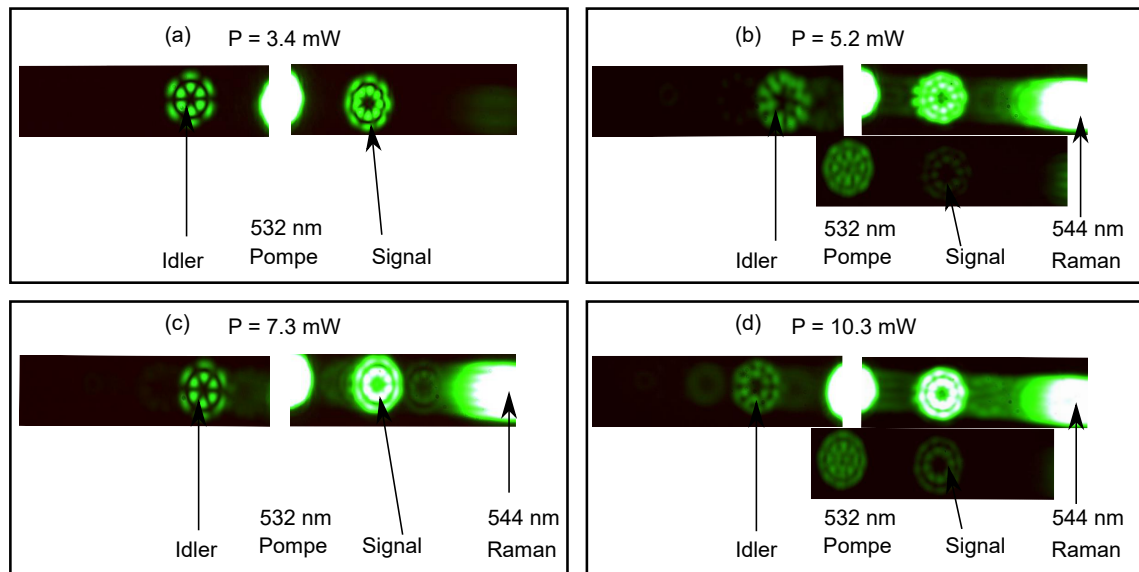 (a) P = 3.4 mW
532 nm
Idler Pompe Signal
(b) P = 5.2 mW
532 nm 544 nm
Idler Pompe Signal Raman
(c) P = 7.3 mW
532 nm 544 nm
Idler Pompe Signal Raman
(d) P = 10.3 mW
532 nm 544 nm
Idler Pompe Signal Raman